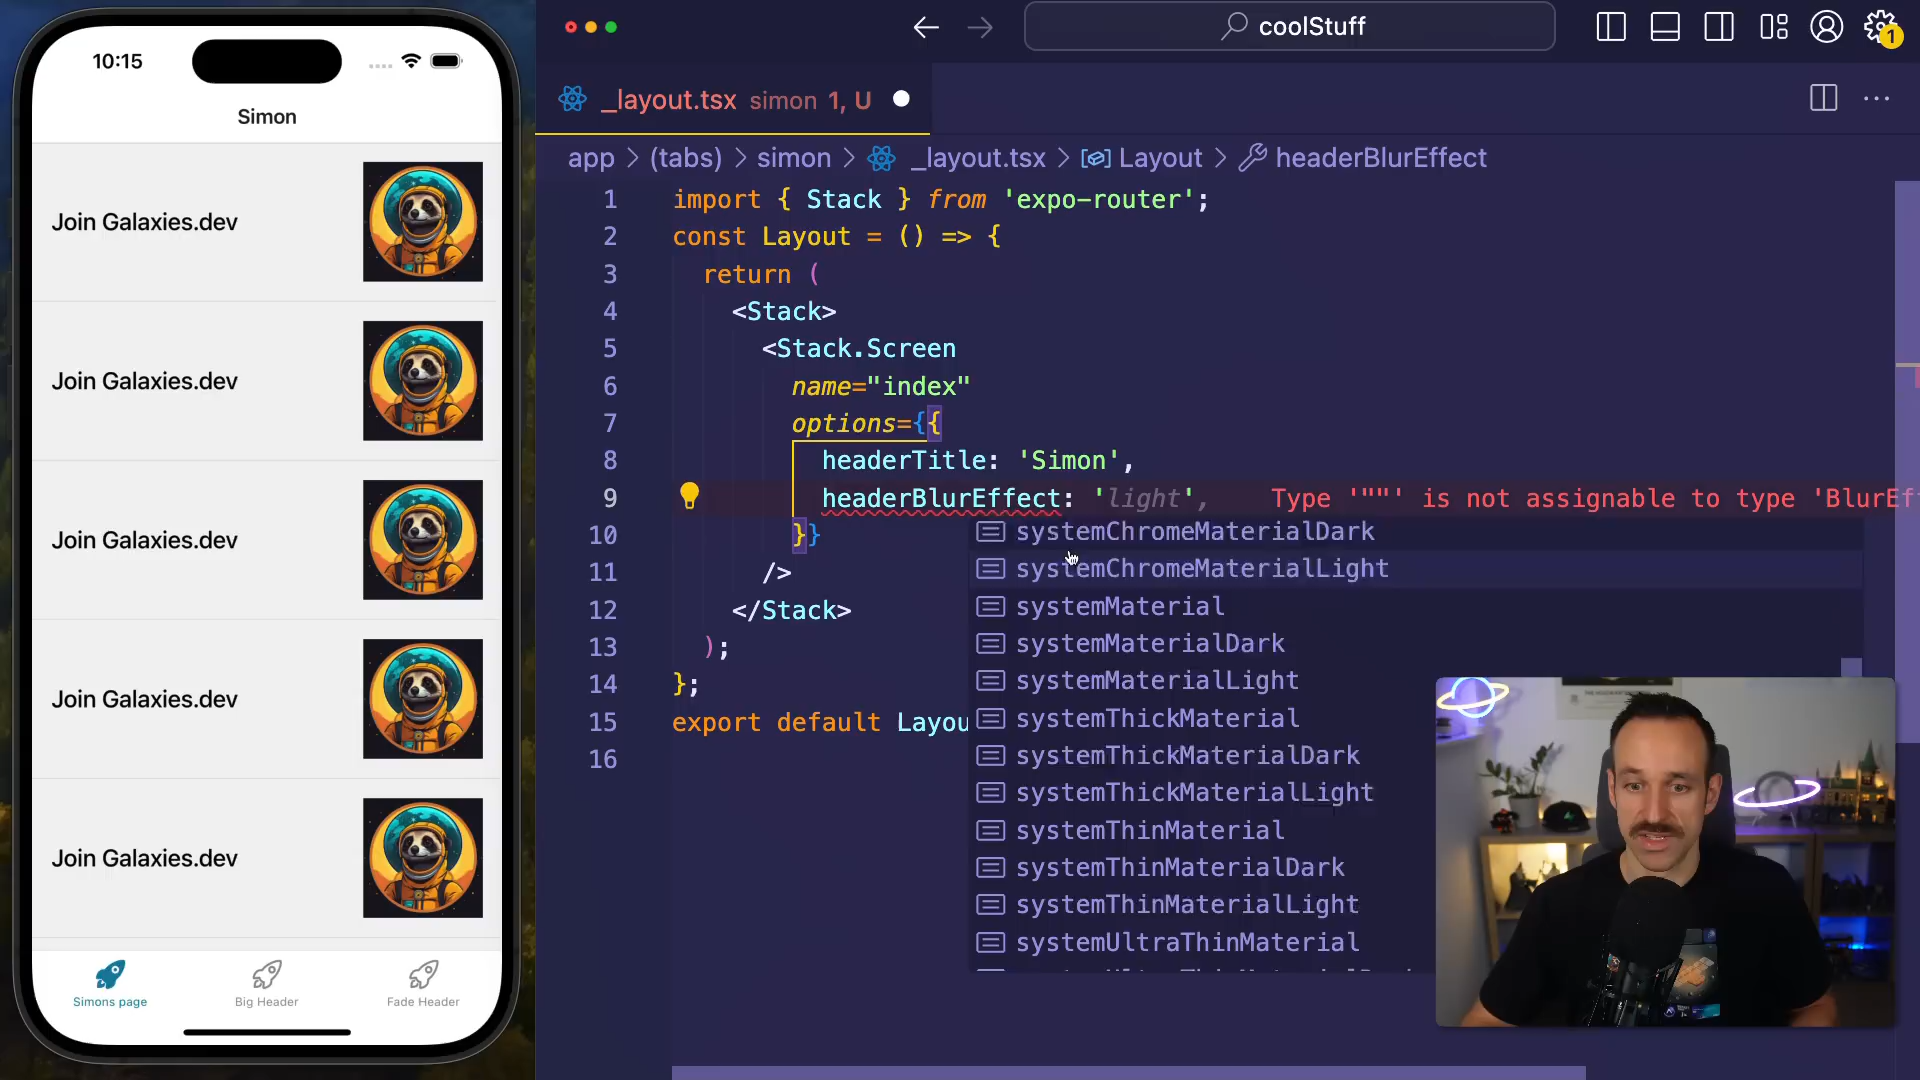 10:15
Simon
Join Galaxies.dev
Join Galaxies.dev
Join Galaxies.dev
Join Galaxies.dev
Join Galaxies.dev
Simons page
Big Header
Fade Header
coolStuff
1
_layout.tsx simon 1, U
app > (tabs) > simon > _layout.tsx > Layout > headerBlurEffect
1 import { Stack } from 'expo-router';
2 const Layout = () => {
3 return (
4 <Stack>
5 <Stack.Screen
6 name="index"
7 options={{
8 headerTitle: 'Simon',
9 headerBlurEffect: 'light', Type '""' is not assignable to type 'BlurEf
10 }}
11 />
12 </Stack>
13 );
14 };
15 export default Layou
16
systemChromeMaterialDark
systemChromeMaterialLight
systemMaterial
systemMaterialDark
systemMaterialLight
systemThickMaterial
systemThickMaterialDark
systemThickMaterialLight
systemThinMaterial
systemThinMaterialDark
systemThinMaterialLight
systemUltraThinMaterial